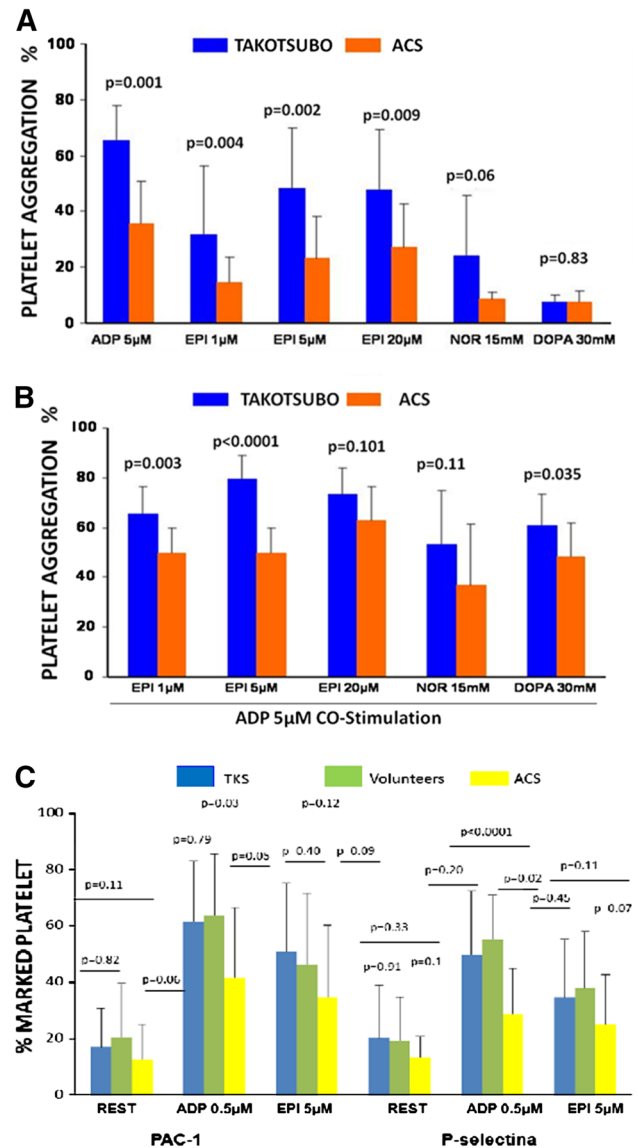 A
PLATELET AGGREGATION %
100
80
60
40
20
0
TAKOTSUBO ACS
p=0.001
p=0.004
p=0.002
p=0.009
p=0.06
p=0.83
ADP 5µM EPI 1µM EPI 5µM EPI 20µM NOR 15mM DOPA 30mM
B
PLATELET AGGREGATION %
100
80
60
40
20
0
TAKOTSUBO ACS
p=0.003
p<0.0001
p=0.101
p=0.11
p=0.035
EPI 1µM EPI 5µM EPI 20µM NOR 15mM DOPA 30mM
ADP 5µM CO-Stimulation
C
TKS Volunteers ACS
% MARKED PLATELET
100
80
60
40
20
0
p=0.11
p=0.82
p=0.06
p=0.03
p=0.79
p=0.05
p=0.12
p 0.40
p 0.09
p=0.33
p=0.91
p=0.1
p<0.0001
p=0.20
p=0.02
p=0.11
p=0.45
p 0.07
REST ADP 0.5µM EPI 5µM REST ADP 0.5µM EPI 5µM
PAC-1 P-selectina